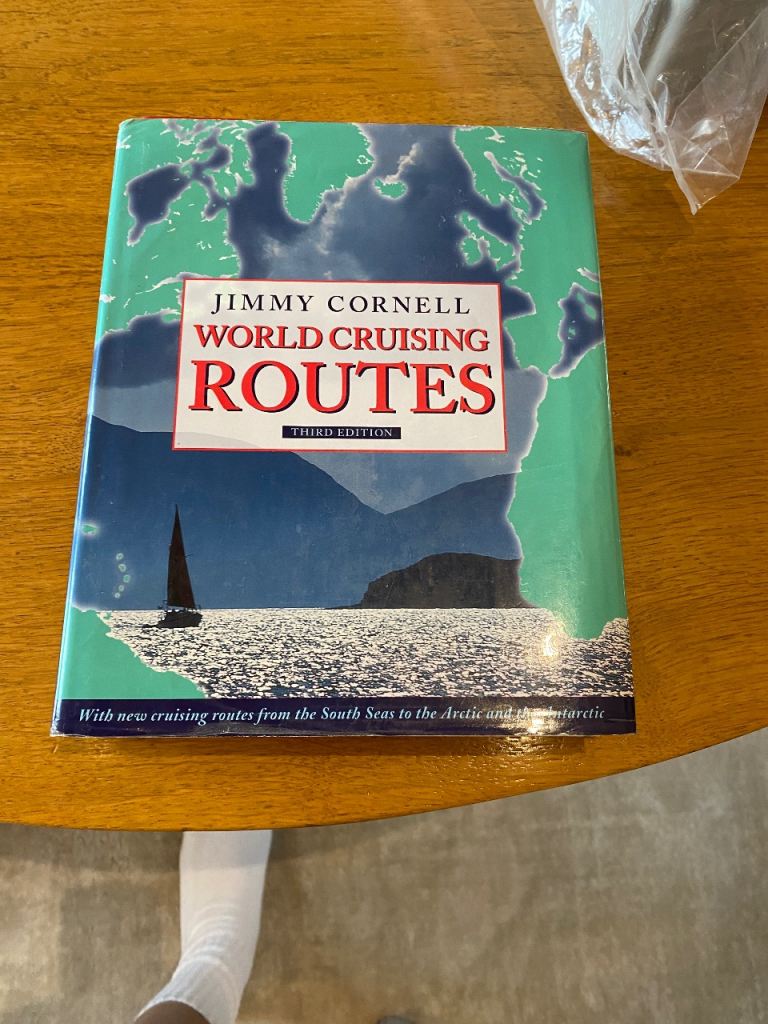 JIMMY CORNELL
WORLD CRUISING
ROUTES
THIRD EDITION
With new cruising routes from the South Seas to the Arctic and the Antarctic